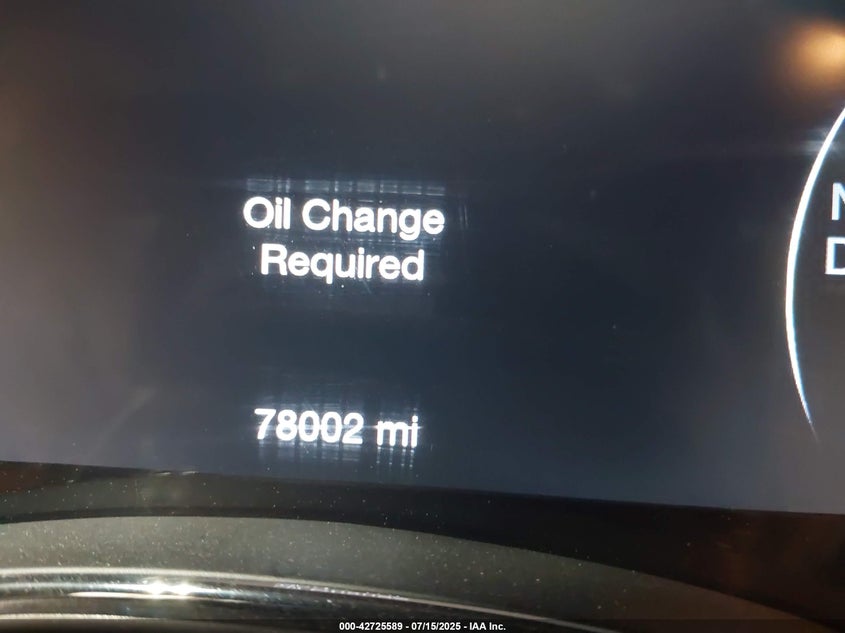 Oil Change
Required
78002 mi
000-42725589 - 07/15/2025 - IAA Inc.